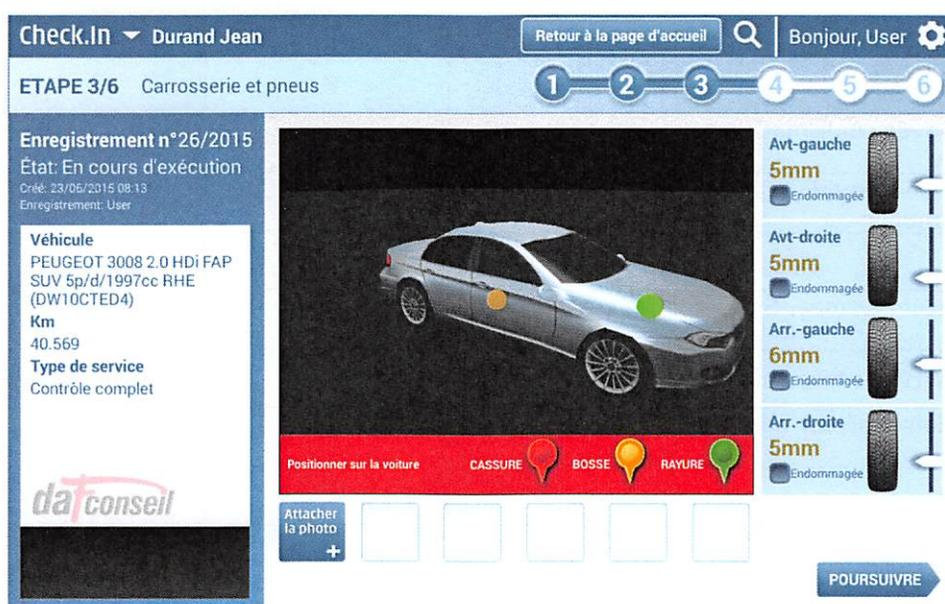 Check.In Durand Jean
Retour à la page d'accueil
Bonjour, User
ETAPE 3/6 Carrosserie et pneus
1 2 3 4 5 6
Enregistrement n°26/2015
État: En cours d'exécution
Créé: 23/06/2015 08:13
Enregistrement: User
Véhicule
PEUGEOT 3008 2.0 HDi FAP
SUV 5p/d/1997cc RHE
(DW10CTED4)
Km
40.569
Type de service
Contrôle complet
dat conseil
Positionner sur la voiture
CASSURE
BOSSE
RAYURE
Attacher
la photo
+
Avt-gauche
5mm
Endommagée
Avt-droite
5mm
Endommagée
Arr.-gauche
6mm
Endommagée
Arr.-droite
5mm
Endommagée
POURSUIVRE